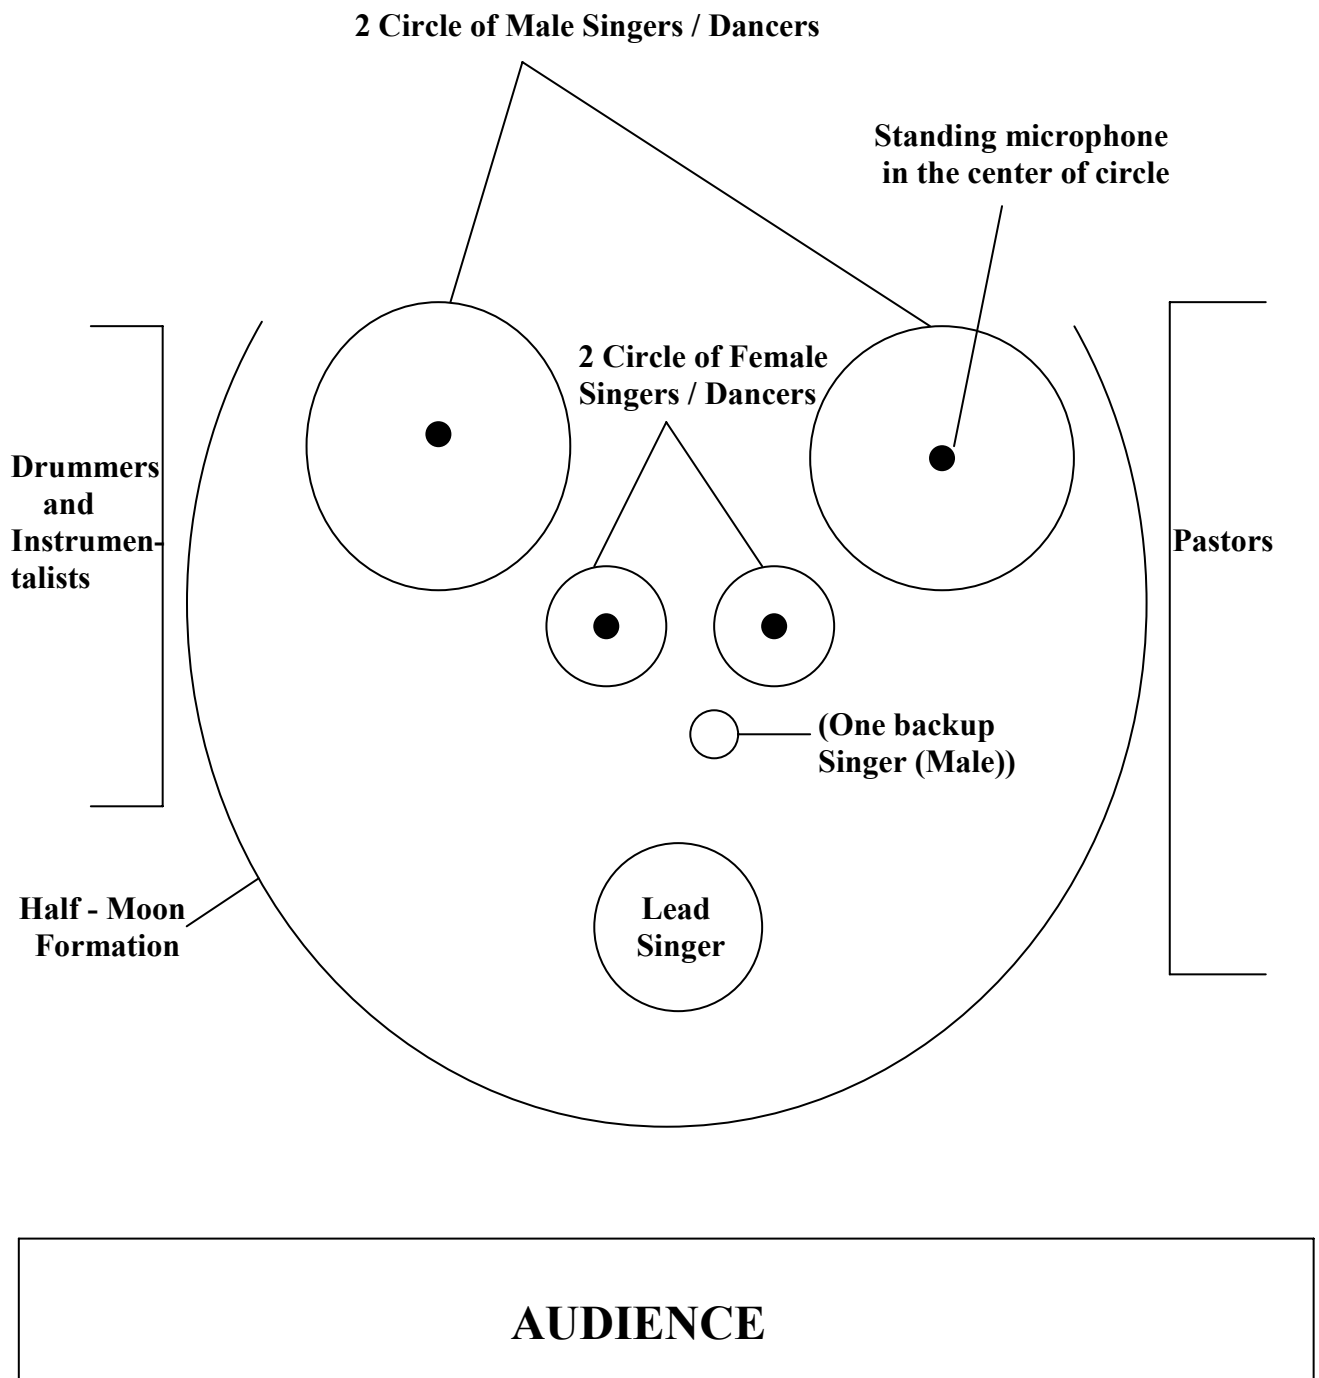 2 Circle of Male Singers / Dancers
Standing microphone
in the center of circle
2 Circle of Female
Singers / Dancers
Drummers
and
Instrumen-
talists
Pastors
(One backup
Singer (Male))
Half - Moon
Formation
Lead
Singer
AUDIENCE